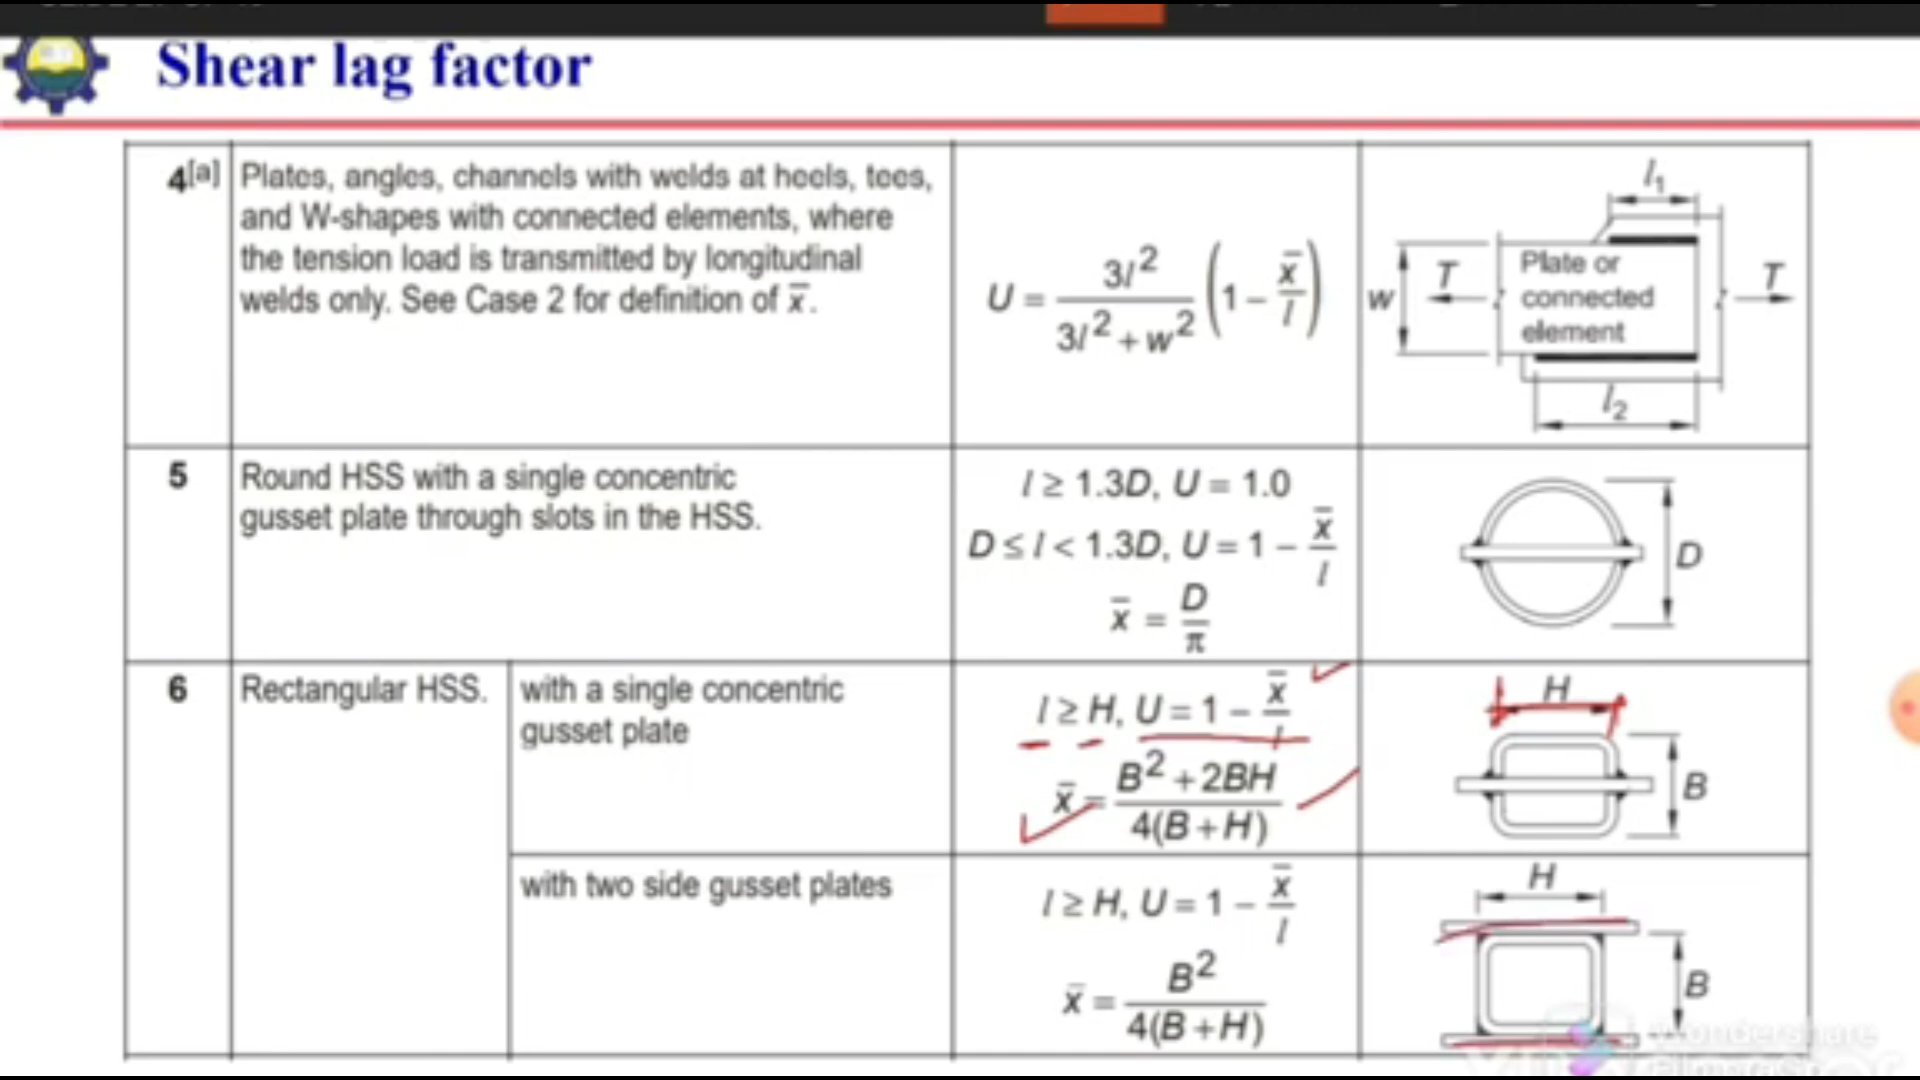 Shear lag factor
4[a] Plates, angles, channels with welds at heels, tees,
and W-shapes with connected elements, where
the tension load is transmitted by longitudinal
welds only. See Case 2 for definition of x̅.
U = 3l² / (3l² + w²) (1 − x̅/l)
l₁
w
T
Plate or
connected
element
T
l₂
5 Round HSS with a single concentric
gusset plate through slots in the HSS.
l ≥ 1.3D, U = 1.0
D ≤ l < 1.3D, U = 1 − x̅/l
x̅ = D/π
D
6 Rectangular HSS.
with a single concentric
gusset plate
l ≥ H, U = 1 − x̅/l
x̅ = (B² + 2BH) / 4(B + H)
H
B
with two side gusset plates
l ≥ H, U = 1 − x̅/l
x̅ = B² / 4(B + H)
H
B
Wondershare